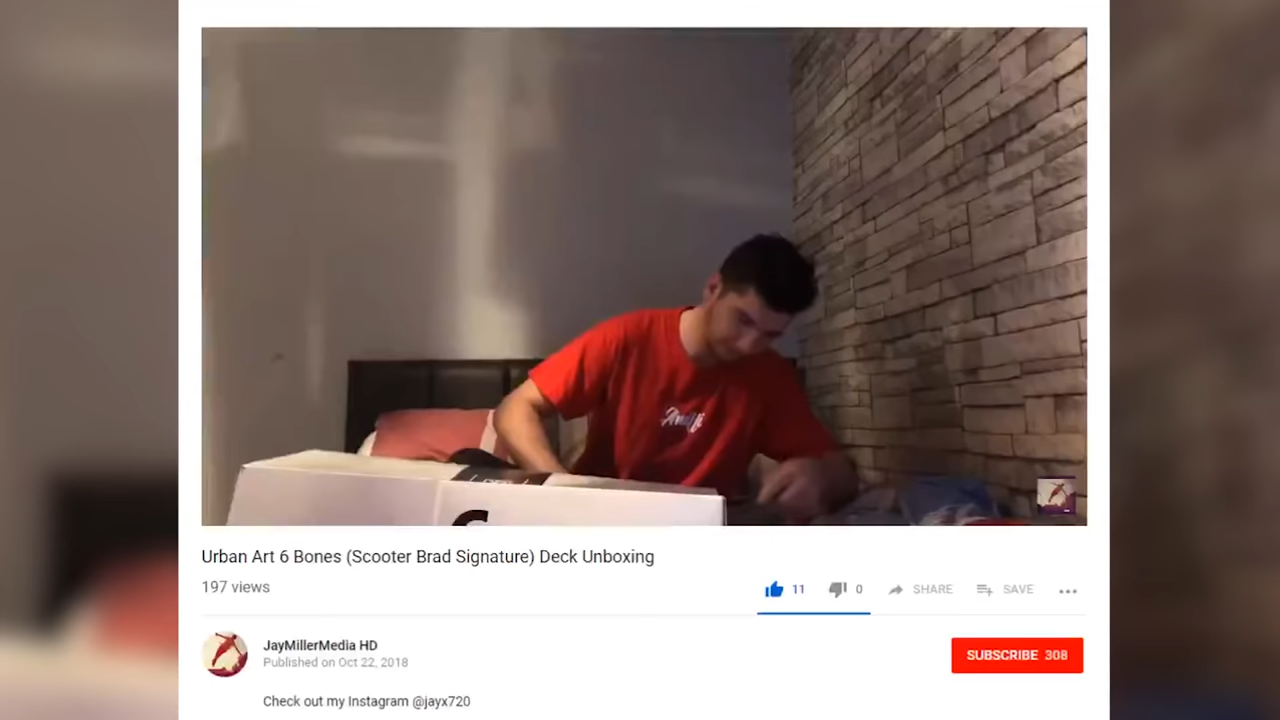 Urban Art 6 Bones (Scooter Brad Signature) Deck Unboxing
197 views
11
0
SHARE
SAVE
JayMillerMedia HD
Published on Oct 22, 2018
SUBSCRIBE 308
Check out my Instagram @jayx720